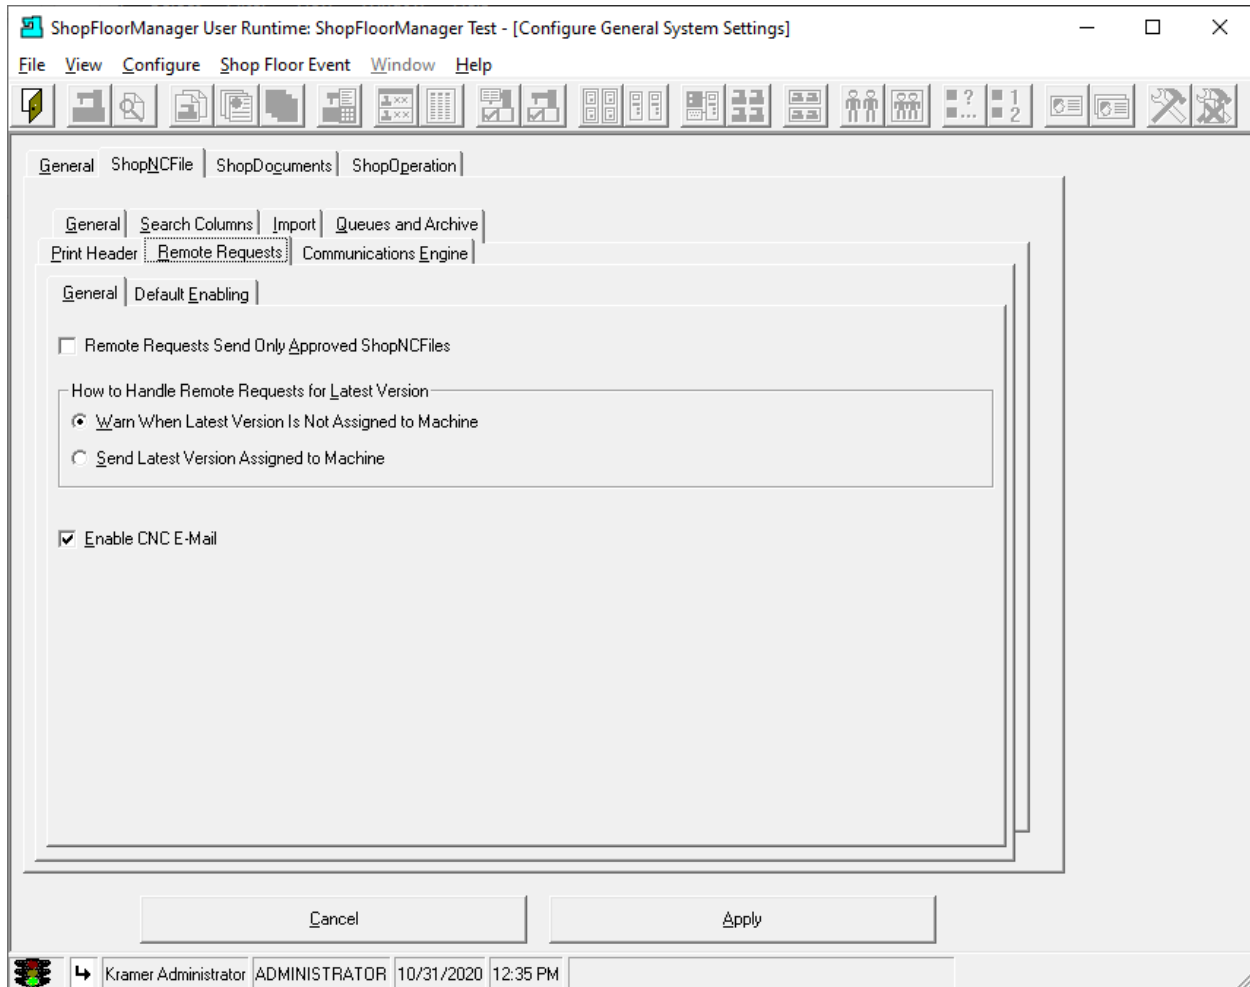 ShopFloorManager User Runtime: ShopFloorManager Test - [Configure General System Settings]
File View Configure Shop Floor Event Window Help
General ShopNCFile ShopDocuments ShopOperation
General Search Columns Import Queues and Archive
Print Header Remote Requests Communications Engine
General Default Enabling
Remote Requests Send Only Approved ShopNCFiles
How to Handle Remote Requests for Latest Version
Warn When Latest Version Is Not Assigned to Machine
Send Latest Version Assigned to Machine
Enable CNC E-Mail
Cancel Apply
Kramer Administrator ADMINISTRATOR 10/31/2020 12:35 PM